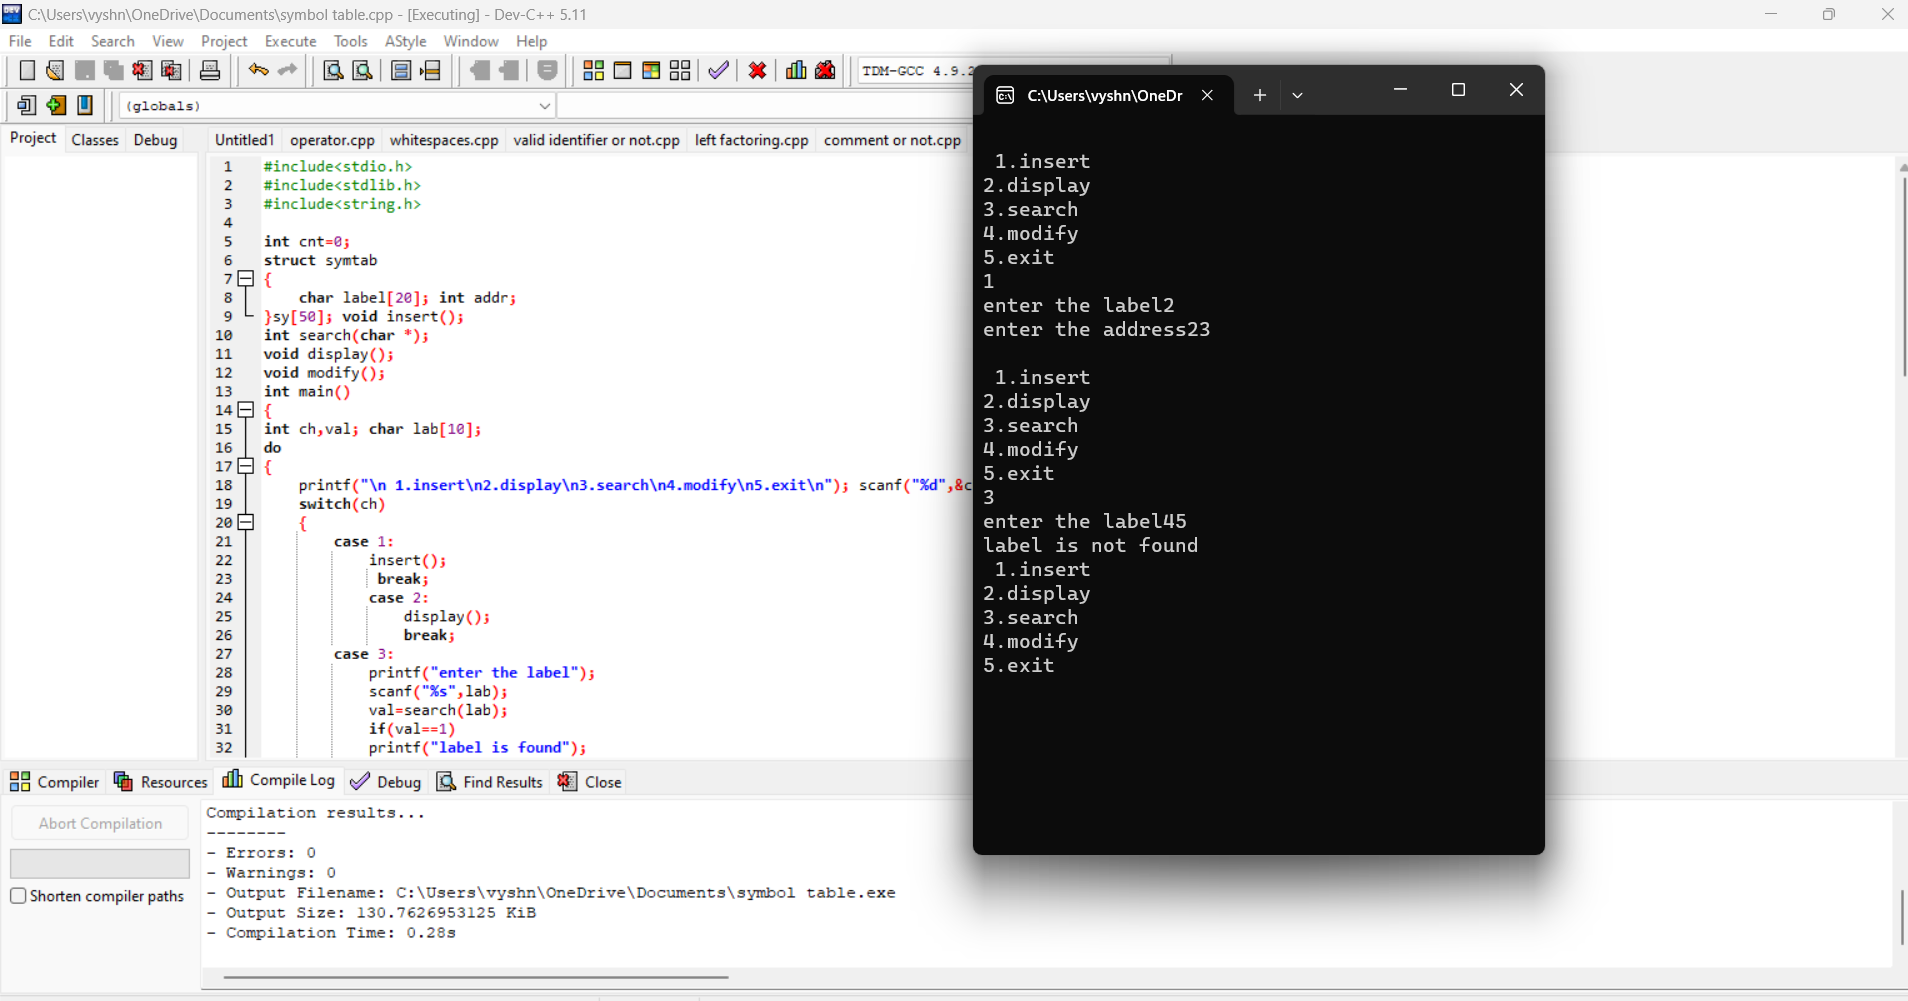 C:\Users\vyshn\OneDrive\Documents\symbol table.cpp - [Executing] - Dev-C++ 5.11
File Edit Search View Project Execute Tools AStyle Window Help
TDM-GCC 4.9.2
(globals)
Project Classes Debug
Untitled1 operator.cpp whitespaces.cpp valid identifier or not.cpp left factoring.cpp comment or not.cpp
1 #include<stdio.h>
2 #include<stdlib.h>
3 #include<string.h>
4
5 int cnt=0;
6 struct symtab
7 {
8 char label[20]; int addr;
9 }sy[50]; void insert();
10 int search(char *);
11 void display();
12 void modify();
13 int main()
14 {
15 int ch,val; char lab[10];
16 do
17 {
18 printf("\n 1.insert\n2.display\n3.search\n4.modify\n5.exit\n"); scanf("%d",&c
19 switch(ch)
20 {
21 case 1:
22 insert();
23 break;
24 case 2:
25 display();
26 break;
27 case 3:
28 printf("enter the label");
29 scanf("%s",lab);
30 val=search(lab);
31 if(val==1)
32 printf("label is found");
C:\Users\vyshn\OneDr
1.insert
2.display
3.search
4.modify
5.exit
1
enter the label2
enter the address23
1.insert
2.display
3.search
4.modify
5.exit
3
enter the label45
label is not found
1.insert
2.display
3.search
4.modify
5.exit
Compiler Resources Compile Log Debug Find Results Close
Abort Compilation
Shorten compiler paths
Compilation results...
--------
- Errors: 0
- Warnings: 0
- Output Filename: C:\Users\vyshn\OneDrive\Documents\symbol table.exe
- Output Size: 130.7626953125 KiB
- Compilation Time: 0.28s